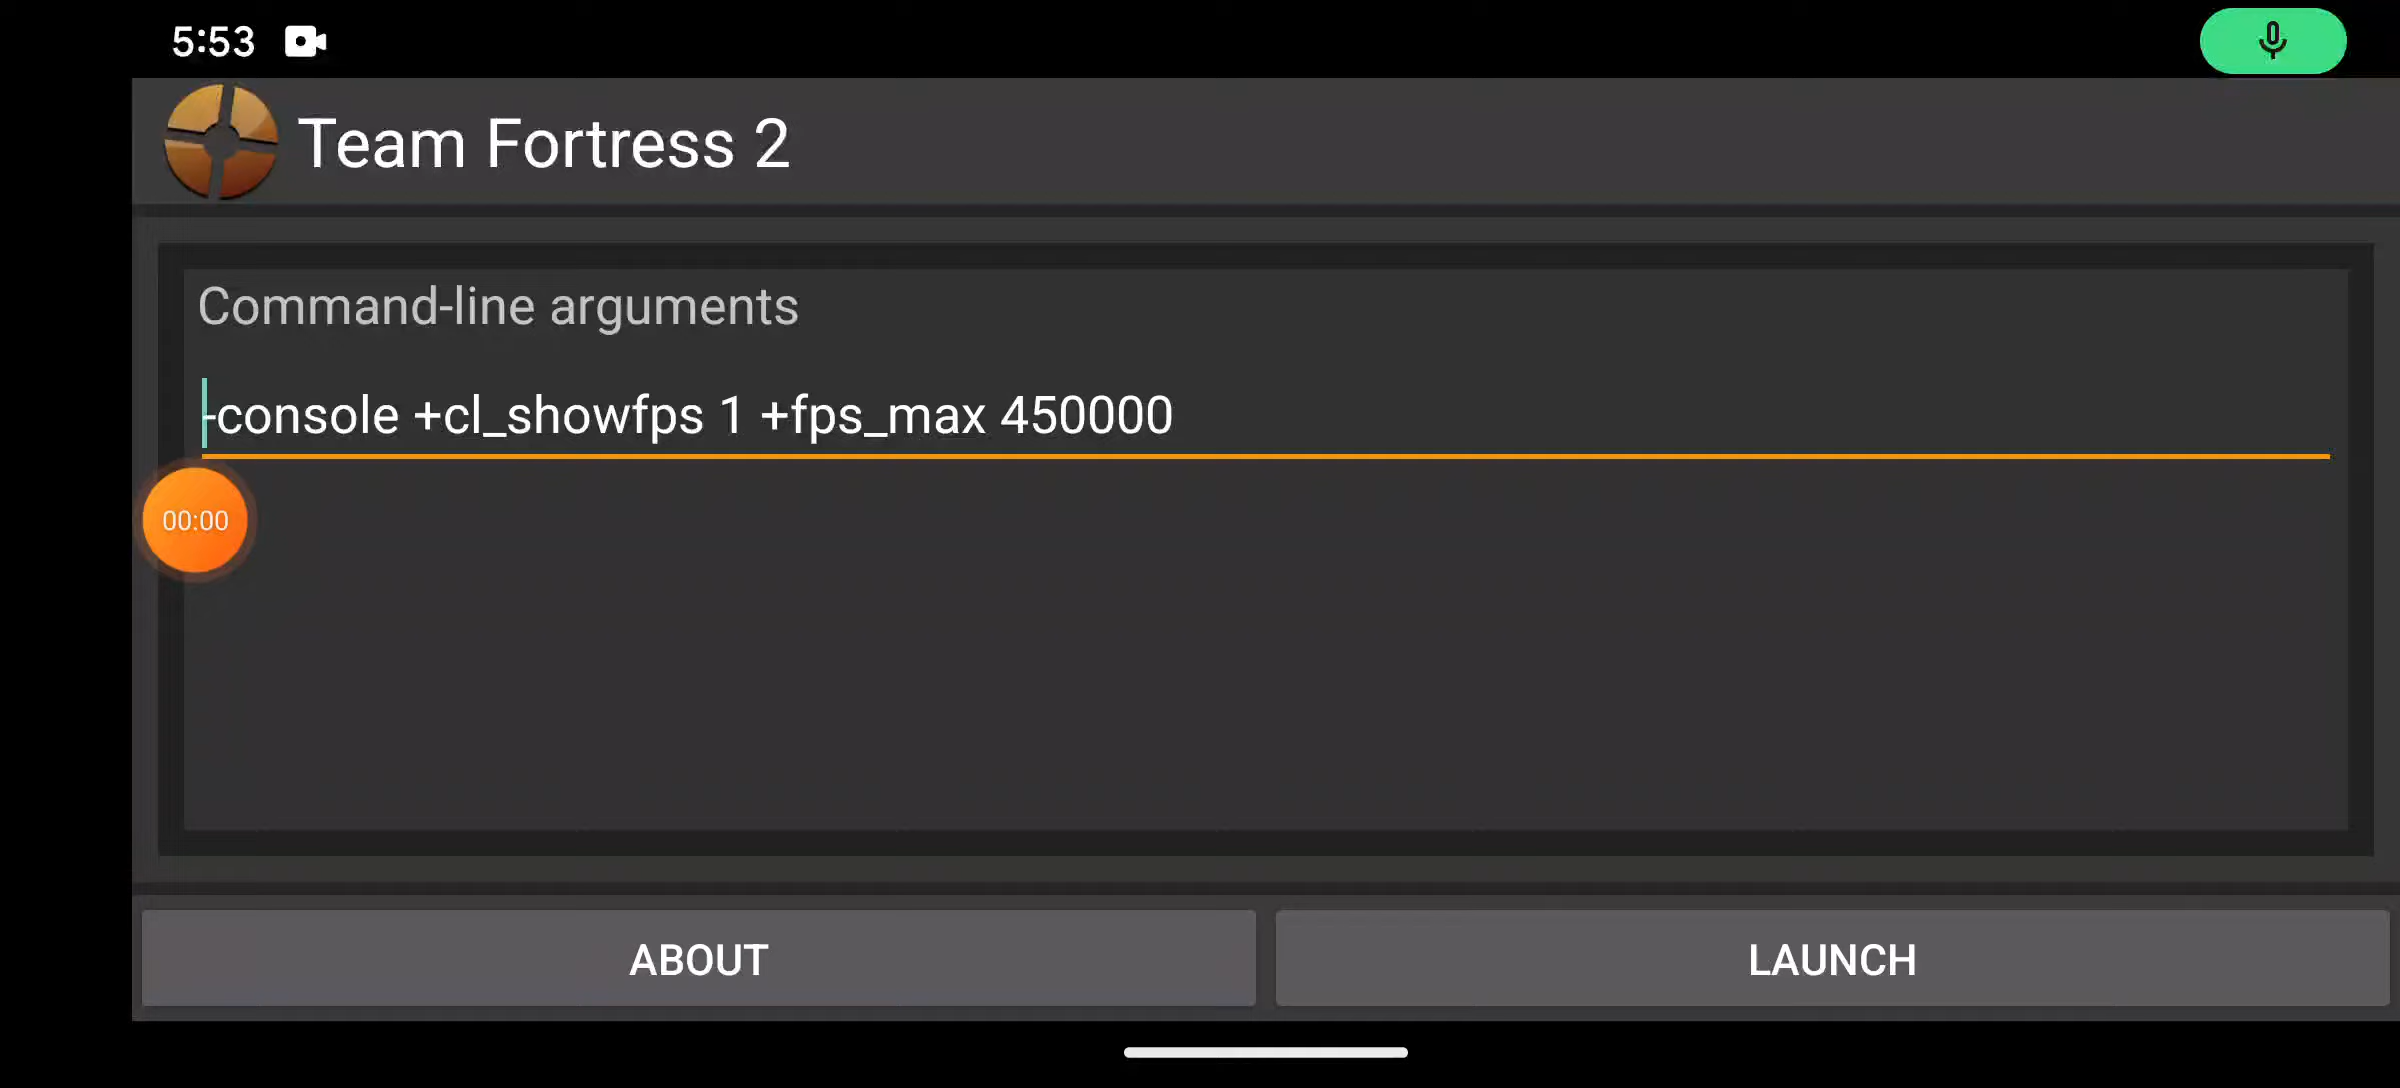 5:53
Team Fortress 2
Command-line arguments
-console +cl_showfps 1 +fps_max 450000
00:00
ABOUT
LAUNCH